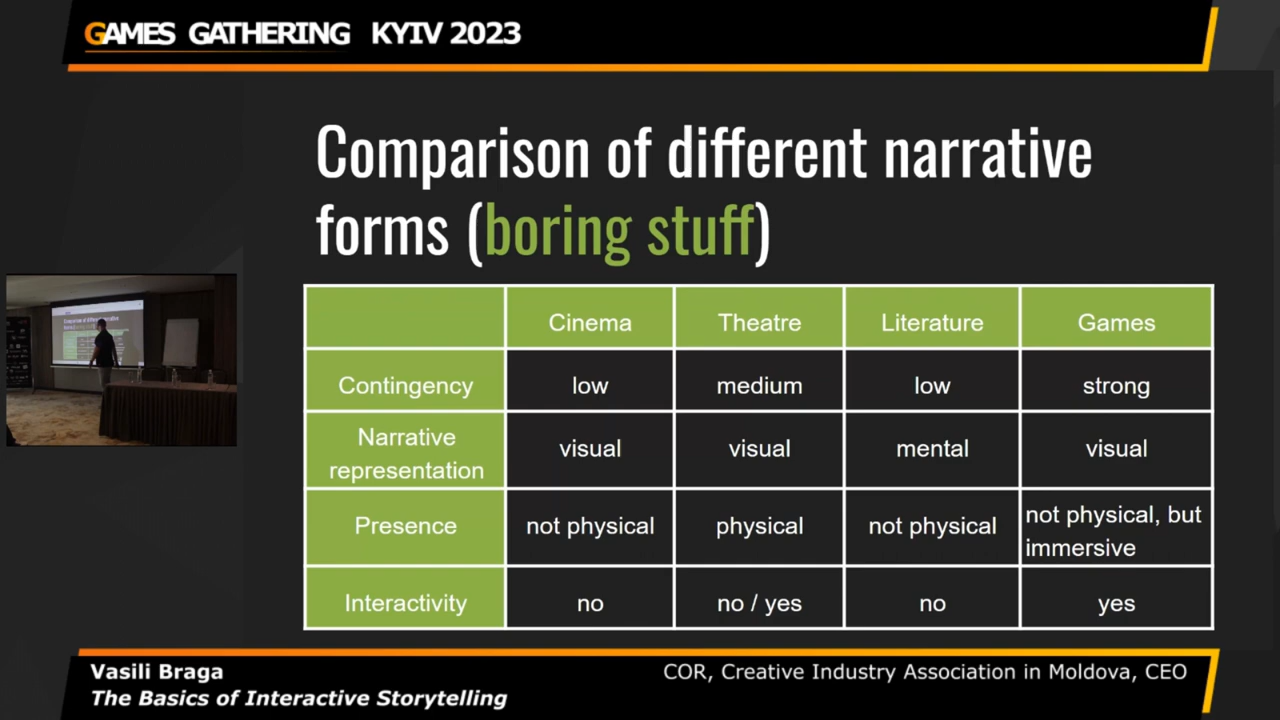 GAMES GATHERING KYIV 2023
Comparison of different narrative
forms (boring stuff)
Cinema Theatre Literature Games
Contingency low medium low strong
Narrative
representation visual visual mental visual
Presence not physical physical not physical not physical, but
immersive
Interactivity no no / yes no yes
Vasili Braga
COR, Creative Industry Association in Moldova, CEO
The Basics of Interactive Storytelling